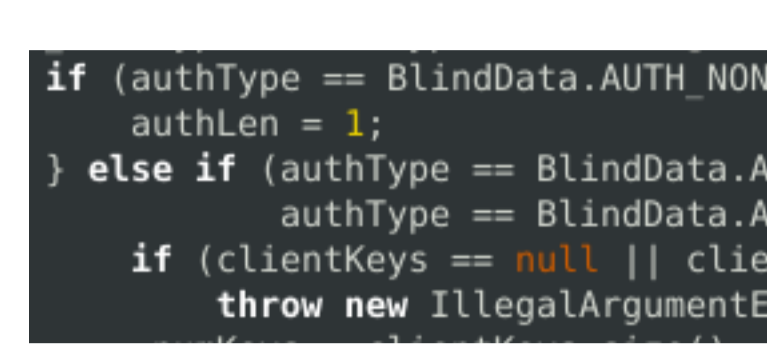 if (authType == BlindData.AUTH_NON
authLen = 1;
} else if (authType == BlindData.A
authType == BlindData.A
if (clientKeys == null || clie
throw new IllegalArgumentE